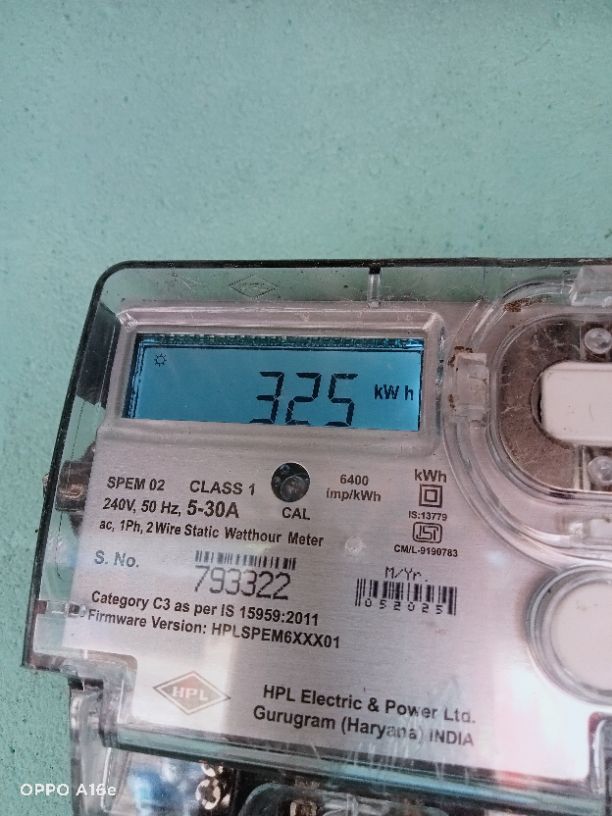 325 kWh
SPEM 02 CLASS 1
240V, 50 Hz, 5-30A
ac, 1Ph, 2 Wire Static Watthour Meter
CAL
6400
imp/kWh
kWh
IS:13779
ISI
CM/L-9190783
S. No.
793322
M/Yr.
052025
Category C3 as per IS 15959:2011
Firmware Version: HPLSPEM6XXX01
HPL
HPL Electric & Power Ltd.
Gurugram (Haryana) INDIA
OPPO A16e